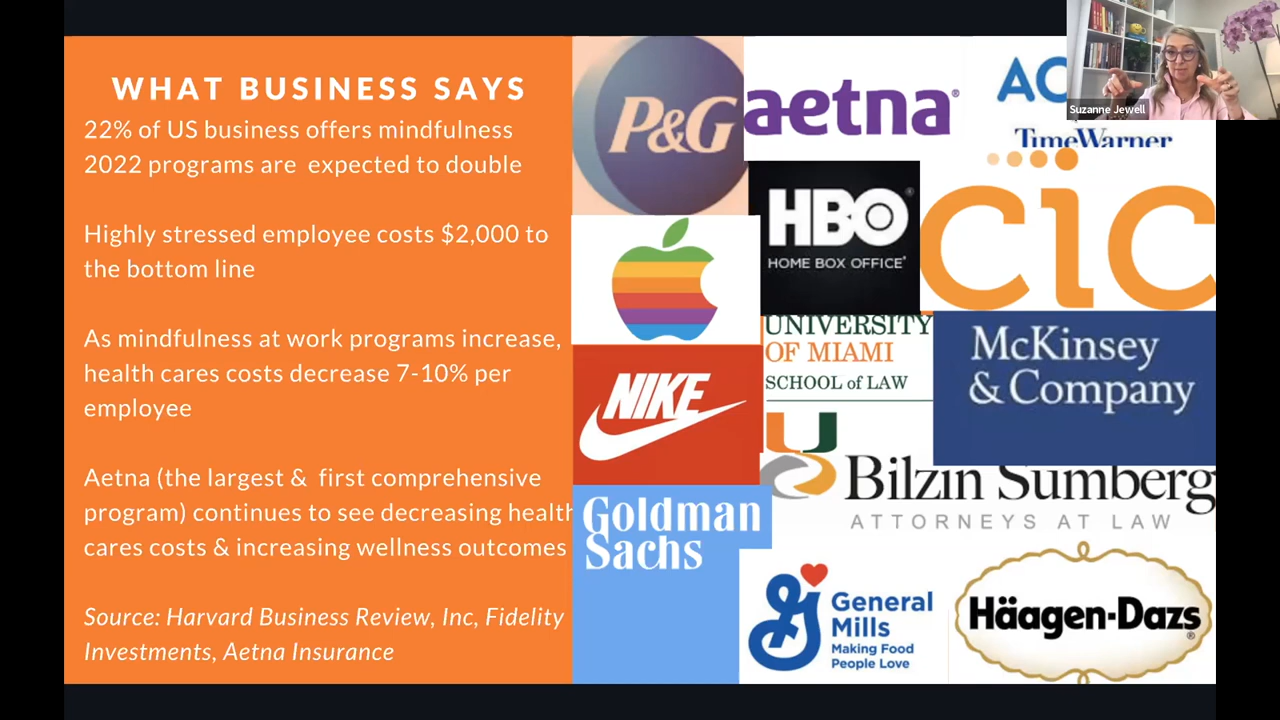 WHAT BUSINESS SAYS
22% of US business offers mindfulness
2022 programs are  expected to double
Highly stressed employee costs $2,000 to
the bottom line
As mindfulness at work programs increase,
health cares costs decrease 7-10% per
employee
Aetna (the largest &  first comprehensive
program) continues to see decreasing health
cares costs & increasing wellness outcomes
Source: Harvard Business Review, Inc, Fidelity
Investments, Aetna Insurance
P&G
aetna®
TimeWarner
Suzanne Jewell
HBO®
HOME BOX OFFICE®
cic
UNIVERSITY
OF MIAMI
SCHOOL of LAW
McKinsey
& Company
NIKE
Bilzin Sumberg
ATTORNEYS AT LAW
Goldman
Sachs
General
Mills
Making Food
People Love
Häagen-Dazs®